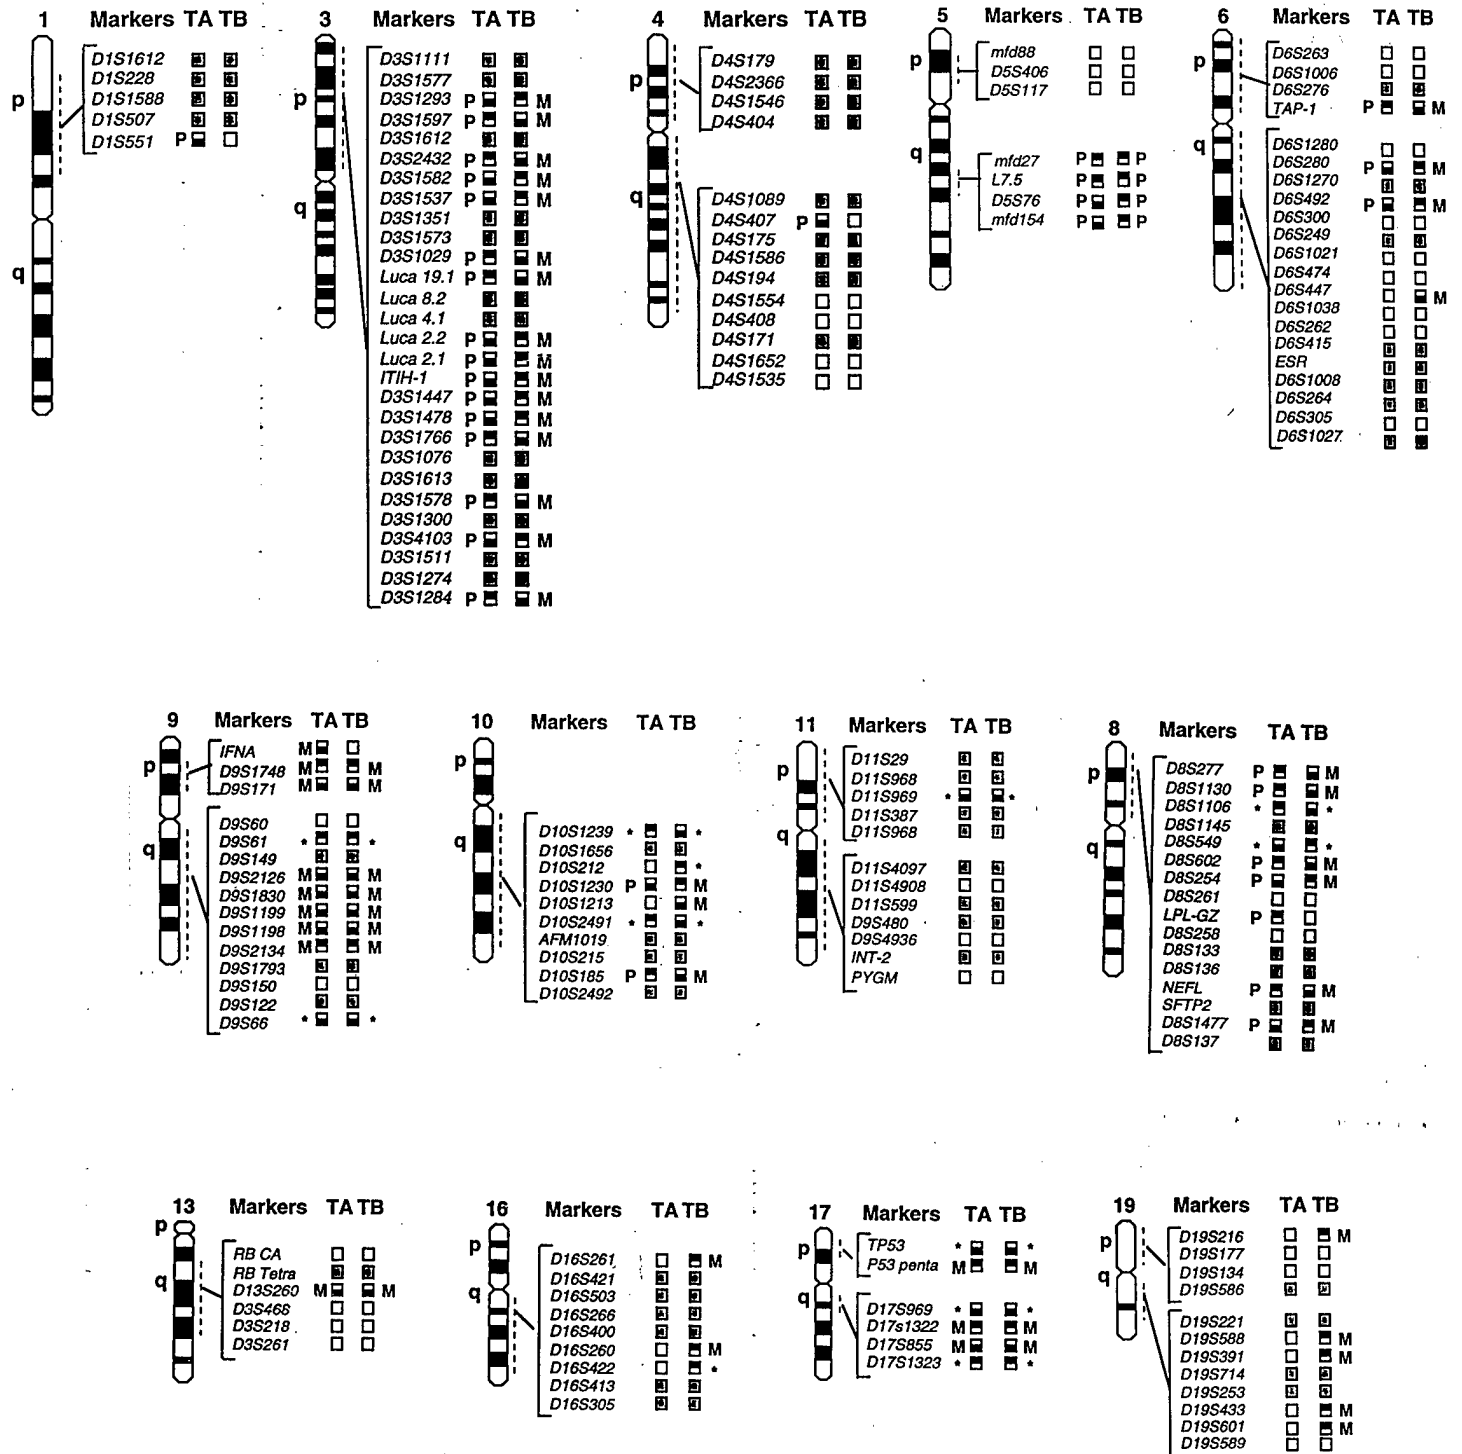 1 Markers TA TB
D1S1612
D1S228
p D1S1588
D1S507
D1S551 P
q
3 Markers TA TB
D3S1111
D3S1577
p D3S1293 P M
D3S1597 P M
D3S1612
D3S2432 P M
D3S1582 P M
q D3S1537 P M
D3S1351
D3S1573
D3S1029 P M
Luca 19.1 P M
Luca 8.2
Luca 4.1
Luca 2.2 P M
Luca 2.1 P M
ITIH-1 P M
D3S1447 P M
D3S1478 P M
D3S1766 P M
D3S1076
D3S1613
D3S1578 P M
D3S1300
D3S4103 P M
D3S1511
D3S1274
D3S1284 P M
4 Markers TA TB
D4S179
p D4S2366
D4S1546
D4S404
q D4S1089
D4S407 P
D4S175
D4S1586
D4S194
D4S1554
D4S408
D4S171
D4S1652
D4S1535
5 Markers TA TB
mfd88
p D5S406
D5S117
q mfd27 P P
L7.5 P P
D5S76 P P
mfd154 P P
6 Markers TA TB
D6S263
p D6S1006
D6S276
TAP-1 P M
q D6S1280
D6S280 P M
D6S1270
D6S492 P M
D6S300
D6S249
D6S1021
D6S474
D6S447 M
D6S1038
D6S262
D6S415
ESR
D6S1008
D6S264
D6S305
D6S1027
9 Markers TA TB
IFNA M
p D9S1748 M M
D9S171 M M
D9S60
q D9S61 * *
D9S149
D9S2126 M M
D9S1830 M M
D9S1199 M M
D9S1198 M M
D9S2134 M M
D9S1793
D9S150
D9S122
D9S66 * *
10 Markers TA TB
p
q D10S1239 * *
D10S1656
D10S212 *
D10S1230 P M
D10S1213 M
D10S2491 * *
AFM1019
D10S215
D10S185 P M
D10S2492
11 Markers TA TB
D11S29
p D11S968
D11S969 * *
D11S387
q D11S968
D11S4097
D11S4908
D11S599
D9S480
D9S4936
INT-2
PYGM
8 Markers TA TB
p D8S277 P M
D8S1130 P M
D8S1106 * *
D8S1145
q D8S549 * *
D8S602 P M
D8S254 P M
D8S261
LPL-GZ P
D8S258
D8S133
D8S136
NEFL P M
SFTP2
D8S1477 P M
D8S137
13 Markers TA TB
p
RB CA
q RB Tetra
D13S260 M M
D3S468
D3S218
D3S261
16 Markers TA TB
p D16S261 M
D16S421
q D16S503
D16S266
D16S400
D16S260 M
D16S422 *
D16S413
D16S305
17 Markers TA TB
p TP53 * *
P53 penta M M
q D17S969 * *
D17s1322 M M
D17S855 M M
D17S1323 * *
19 Markers TA TB
p D19S216 M
D19S177
q D19S134
D19S586
D19S221
D19S588 M
D19S391 M
D19S714
D19S253
D19S433 M
D19S601 M
D19S589